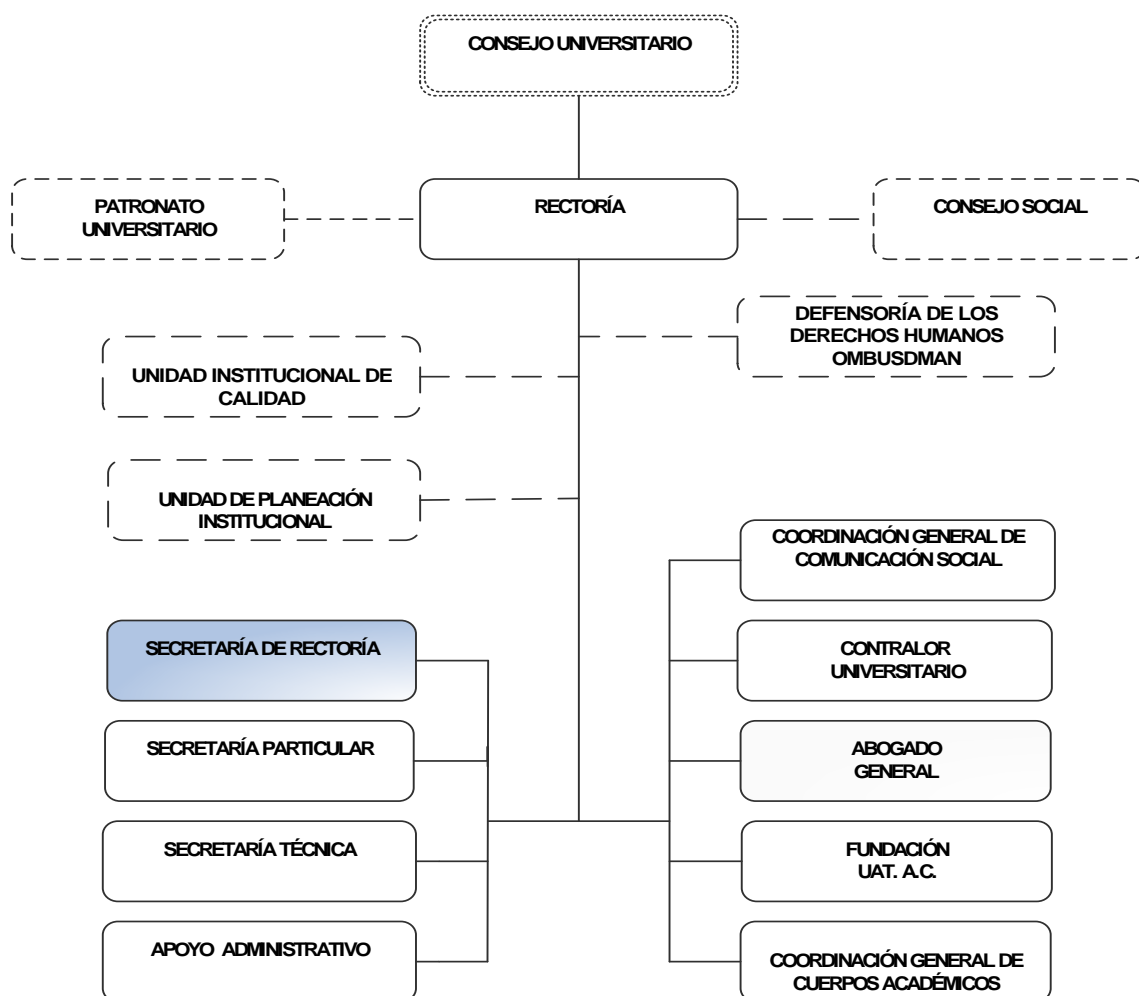 CONSEJO UNIVERSITARIO
PATRONATO
UNIVERSITARIO
RECTORÍA
CONSEJO SOCIAL
DEFENSORÍA DE LOS
DERECHOS HUMANOS
OMBUSDMAN
UNIDAD INSTITUCIONAL DE
CALIDAD
UNIDAD DE PLANEACIÓN
INSTITUCIONAL
COORDINACIÓN GENERAL DE
COMUNICACIÓN SOCIAL
SECRETARÍA DE RECTORÍA
CONTRALOR
UNIVERSITARIO
SECRETARÍA PARTICULAR
ABOGADO
GENERAL
SECRETARÍA TÉCNICA
FUNDACIÓN
UAT. A.C.
APOYO ADMINISTRATIVO
COORDINACIÓN GENERAL DE
CUERPOS ACADÉMICOS